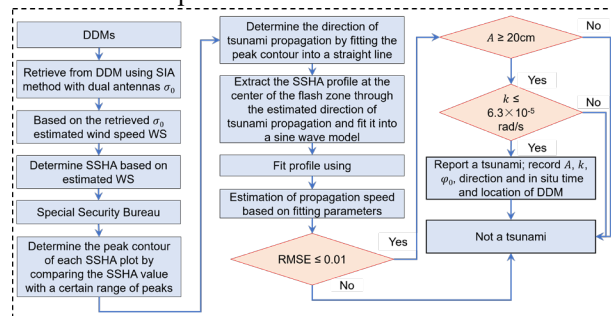 DDMs
Retrieve from DDM using SIA
method with dual antennas σ₀
Based on the retrieved σ₀
estimated wind speed WS
Determine SSHA based on
estimated WS
Special Security Bureau
Determine the peak contour
of each SSHA plot by
comparing the SSHA value
with a certain range of peaks
Determine the direction of
tsunami propagation by fitting the
peak contour into a straight line
Extract the SSHA profile at the
center of the flash zone through
the estimated direction of
tsunami propagation and fit it into
a sine wave model
Fit profile using
Estimation of propagation speed
based on fitting parameters
RMSE ≤ 0.01
Yes
No
A ≥ 20cm
No
Yes
k ≤
6.3×10⁻⁵
rad/s
No
Yes
Report a tsunami; record A, k,
φ₀, direction and in situ time
and location of DDM
Not a tsunami